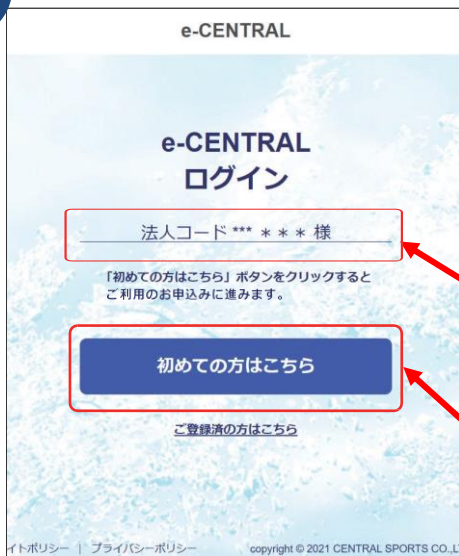 e-CENTRAL
e-CENTRAL
ログイン
法人コード *** ＊＊＊ 様
「初めての方はこちら」ボタンをクリックすると
ご利用のお申込みに進みます。
初めての方はこちら
ご登録済の方はこちら
イトポリシー | プライバシーポリシー copyright © 2021 CENTRAL SPORTS CO.,